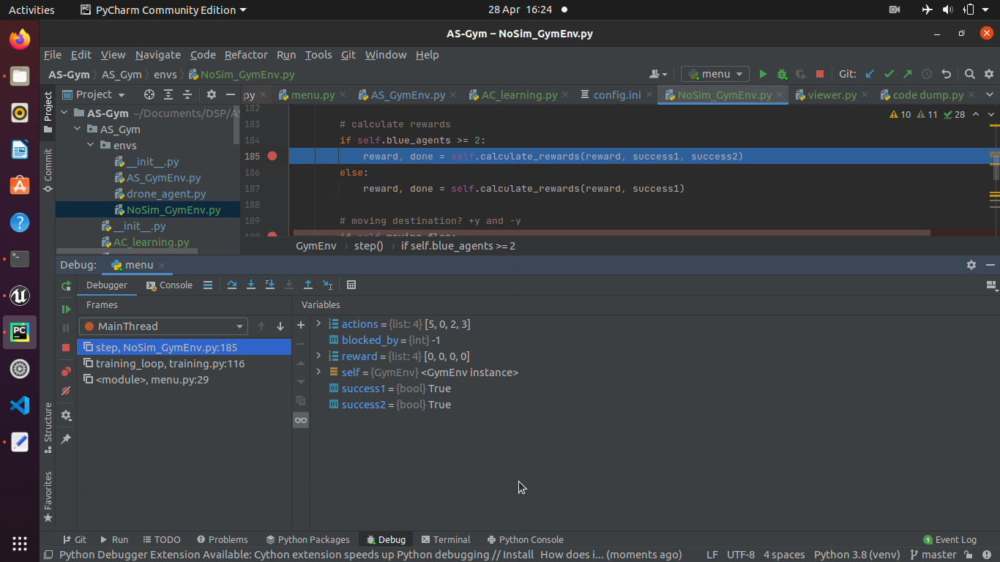 Activities PyCharm Community Edition 28 Apr 16:24
AS-Gym – NoSim_GymEnv.py
File Edit View Navigate Code Refactor Run Tools Git Window Help
AS-Gym AS_Gym envs NoSim_GymEnv.py menu Git:
Project py menu.py AS_GymEnv.py AC_learning.py config.ini NoSim_GymEnv.py viewer.py code dump.py
Project
Commit
Structure
Favorites
AS-Gym ~/Documents/DSP/AS
AS_Gym
envs
__init__.py
AS_GymEnv.py
drone_agent.py
NoSim_GymEnv.py
__init__.py
AC_learning.py
10 11 28
182
183 # calculate rewards
184 if self.blue_agents >= 2:
185 reward, done = self.calculate_rewards(reward, success1, success2)
186 else:
187 reward, done = self.calculate_rewards(reward, success1)
188
189 # moving destination? +y and -y
GymEnv step() if self.blue_agents >= 2
Debug: menu
Debugger Console
Frames Variables
MainThread
step, NoSim_GymEnv.py:185
training_loop, training.py:116
<module>, menu.py:29
actions = {list: 4} [5, 0, 2, 3]
blocked_by = {int} -1
reward = {list: 4} [0, 0, 0, 0]
self = {GymEnv} <GymEnv instance>
success1 = {bool} True
success2 = {bool} True
Git Run TODO Problems Python Packages Debug Terminal Python Console 1 Event Log
Python Debugger Extension Available: Cython extension speeds up Python debugging // Install How does i... (moments ago) LF UTF-8 4 spaces Python 3.8 (venv) master